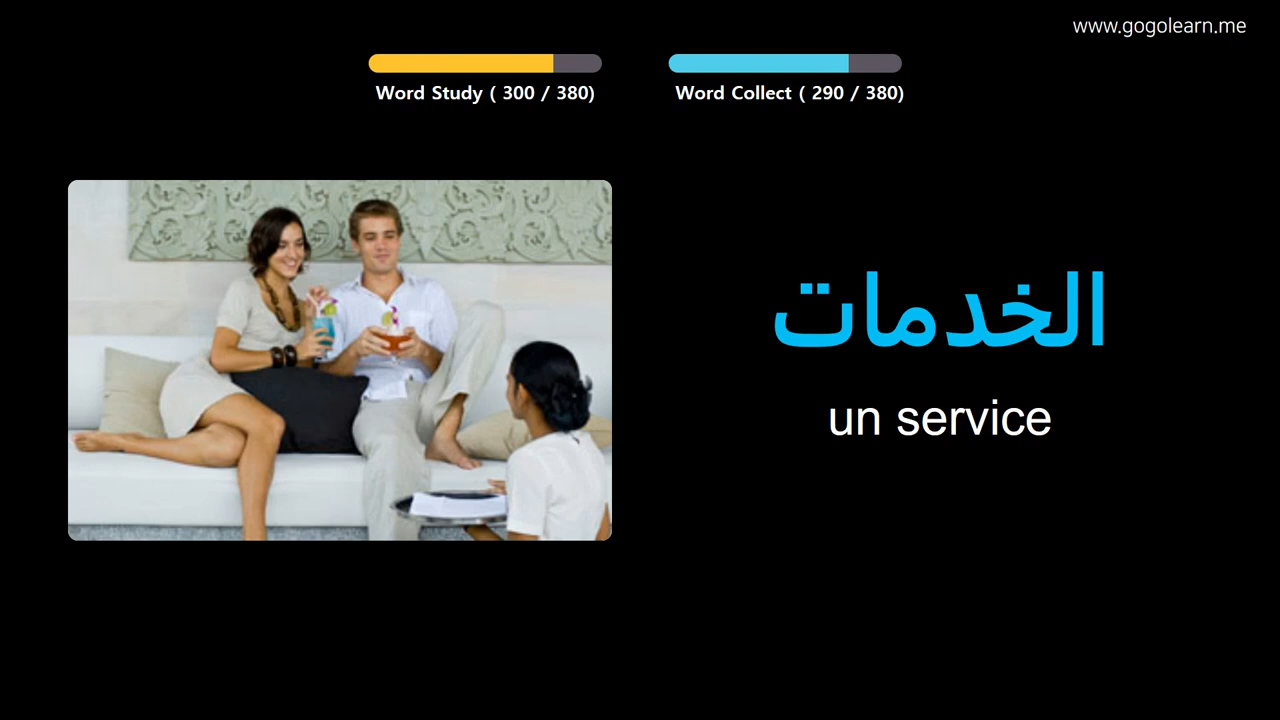 www.gogolearn.me
Word Study ( 300 / 380)
Word Collect ( 290 / 380)
الخدمات
un service